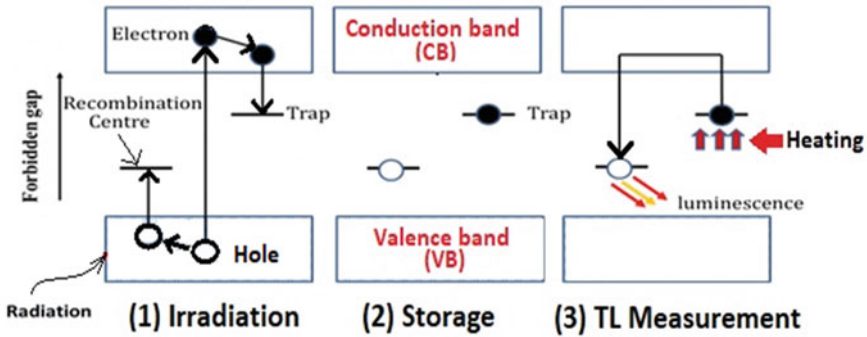 Electron
Conduction band
(CB)
Forbidden gap
Recombination
Centre
Trap
Trap
Heating
luminescence
Hole
Valence band
(VB)
Radiation
(1) Irradiation
(2) Storage
(3) TL Measurement